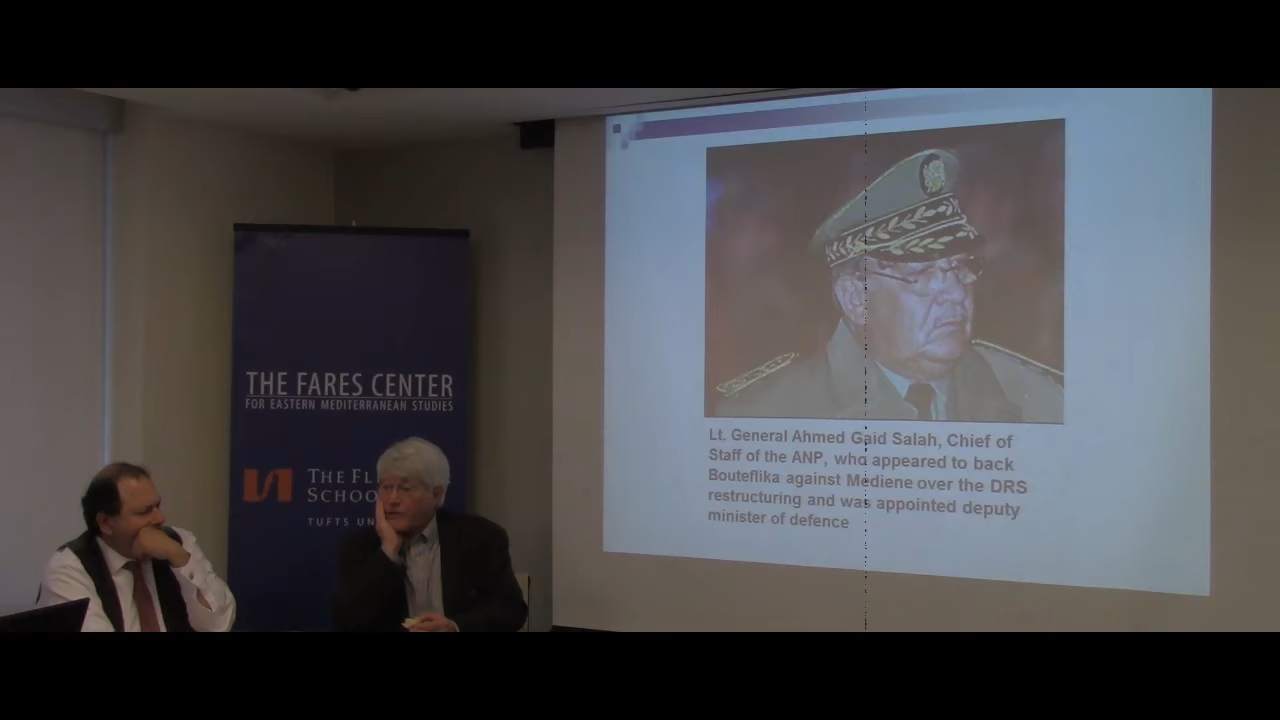 THE FARES CENTER
FOR EASTERN MEDITERRANEAN STUDIES
THE
SCHOO
TUFTS UN
Lt. General Ahmed Gaid Salah, Chief of
Staff of the ANP, who appeared to back
Bouteflika against Mediene over the DRS
restructuring and was appointed deputy
minister of defence